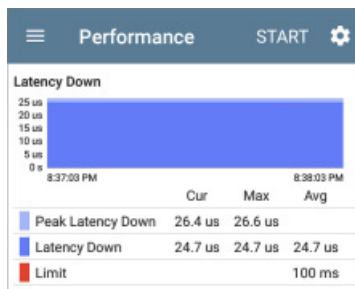 Performance START
Latency Down
25 us
20 us
15 us
10 us
5 us
0 s
8:37:03 PM 8:38:03 PM
Cur Max Avg
Peak Latency Down 26.4 us 26.6 us
Latency Down 24.7 us 24.7 us 24.7 us
Limit 100 ms